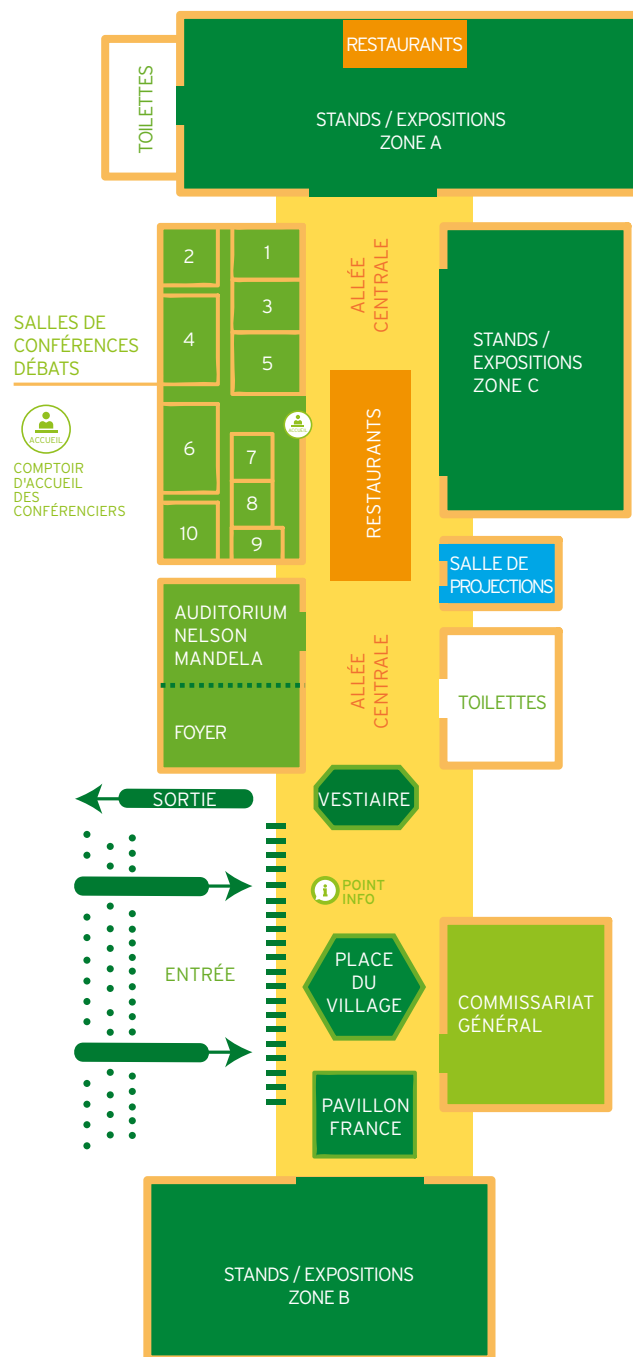 RESTAURANTS
TOILETTES
STANDS / EXPOSITIONS
ZONE A
2
1
3
4
5
ALLÉE
CENTRALE
SALLES DE
CONFÉRENCES
DÉBATS
STANDS /
EXPOSITIONS
ZONE C
ACCUEIL
COMPTOIR
D'ACCUEIL
DES
CONFÉRENCIERS
ACCUEIL
6
7
8
9
10
RESTAURANTS
SALLE DE
PROJECTIONS
AUDITORIUM
NELSON
MANDELA
FOYER
ALLÉE
CENTRALE
TOILETTES
SORTIE
VESTIAIRE
i
POINT
INFO
ENTRÉE
PLACE
DU
VILLAGE
COMMISSARIAT
GÉNÉRAL
PAVILLON
FRANCE
STANDS / EXPOSITIONS
ZONE B